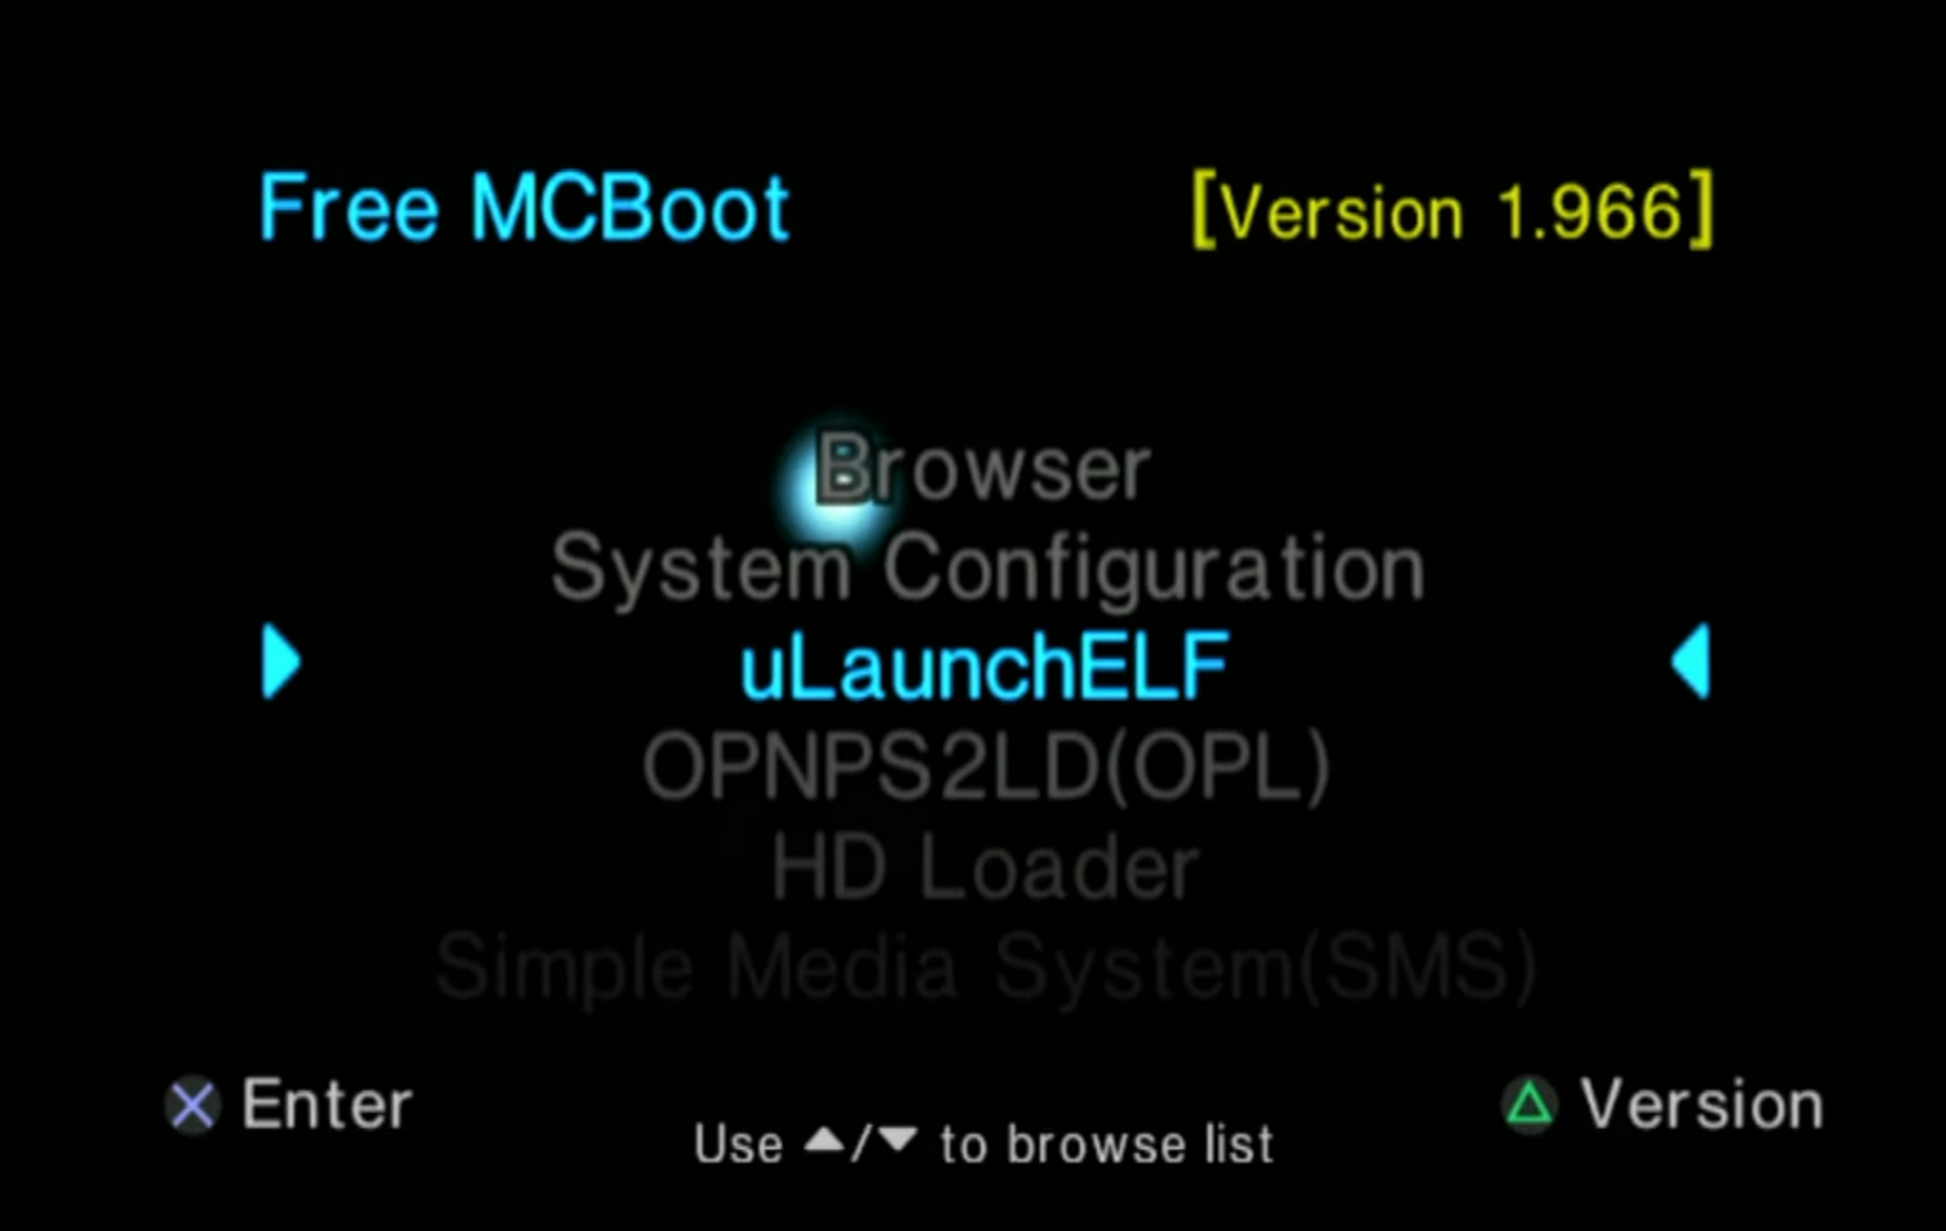 Free MCBoot [Version 1.966]
Browser
System Configuration
uLaunchELF
OPNPS2LD(OPL)
HD Loader
Simple Media System(SMS)
Enter
Use ▲/▼ to browse list
Version